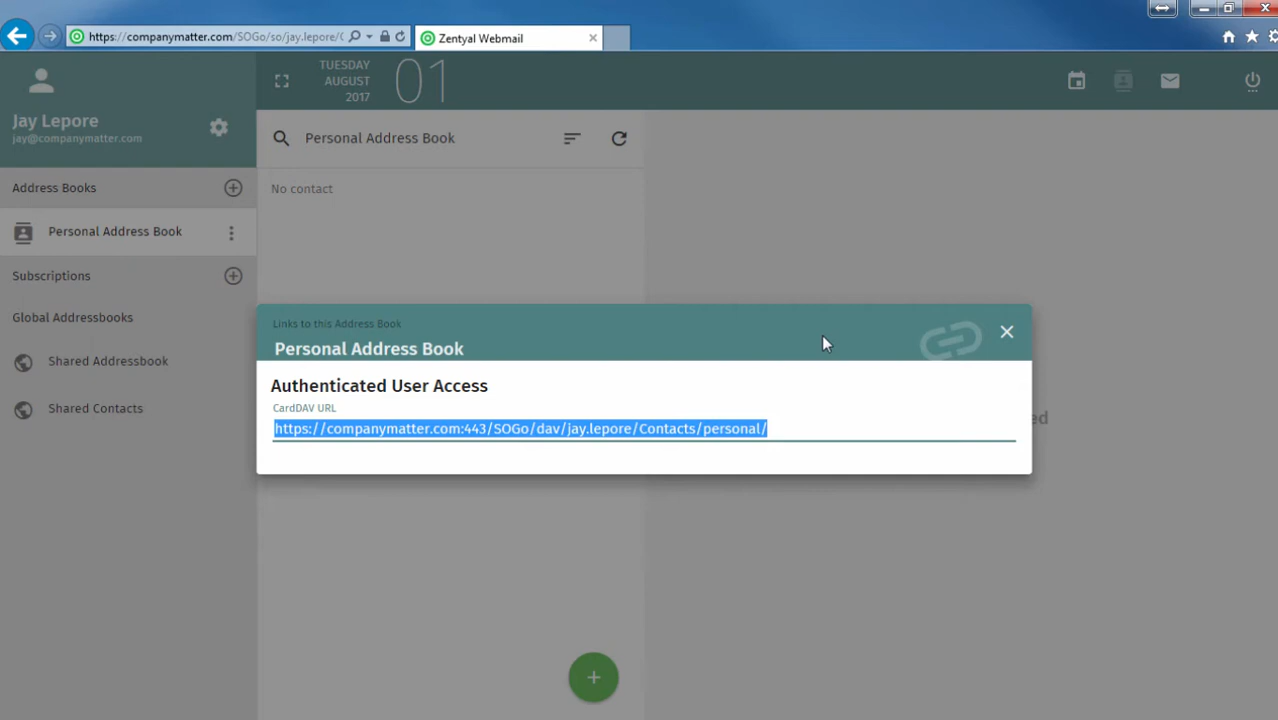 https://companymatter.com/SOGo/so/jay.lepore/
Zentyal Webmail
Jay Lepore
jay@companymatter.com
TUESDAY
AUGUST
2017
01
Address Books
Personal Address Book
Personal Address Book
No contact
Subscriptions
Global Addressbooks
Shared Addressbook
Shared Contacts
Links to this Address Book
Personal Address Book
Authenticated User Access
CardDAV URL
https://companymatter.com:443/SOGo/dav/jay.lepore/Contacts/personal/
ed